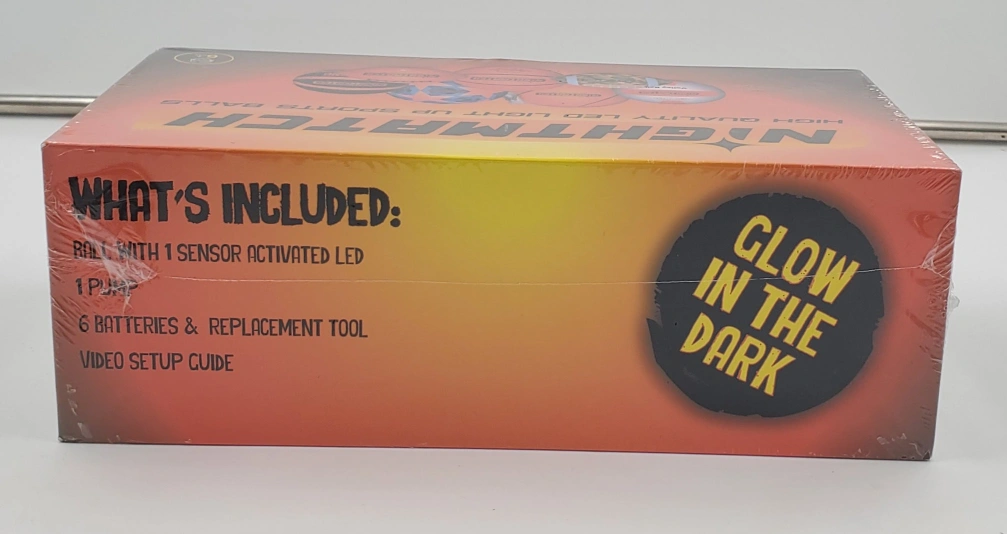 HIGH QUALITY LED LIGHT UP SPORTS BALLS
NIGHTMATCH
WHAT'S INCLUDED:
BALL WITH 1 SENSOR ACTIVATED LED
1 PUMP
6 BATTERIES & REPLACEMENT TOOL
VIDEO SETUP GUIDE
GLOW
IN THE
DARK